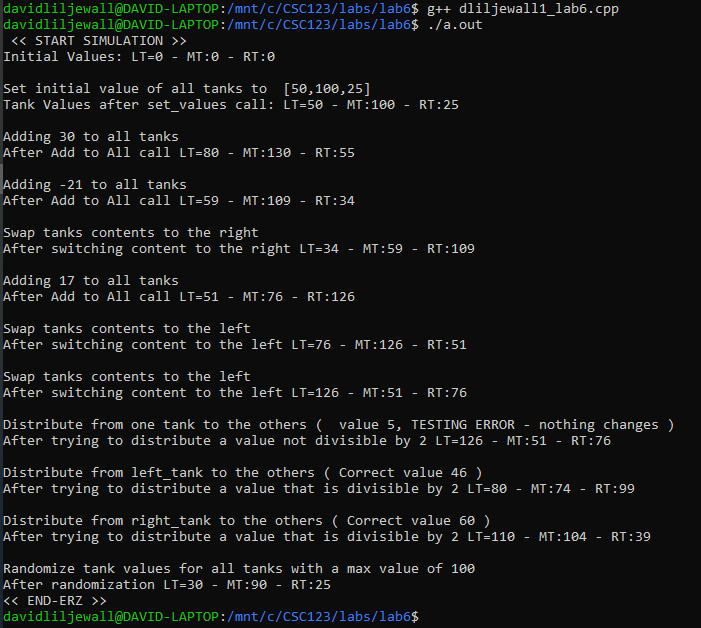 davidliljewall@DAVID-LAPTOP:/mnt/c/CSC123/labs/lab6$ g++ dliljewall1_lab6.cpp
davidliljewall@DAVID-LAPTOP:/mnt/c/CSC123/labs/lab6$ ./a.out
<< START SIMULATION >>
Initial Values: LT=0 - MT:0 - RT:0
Set initial value of all tanks to  [50,100,25]
Tank Values after set_values call: LT=50 - MT:100 - RT:25
Adding 30 to all tanks
After Add to All call LT=80 - MT:130 - RT:55
Adding -21 to all tanks
After Add to All call LT=59 - MT:109 - RT:34
Swap tanks contents to the right
After switching content to the right LT=34 - MT:59 - RT:109
Adding 17 to all tanks
After Add to All call LT=51 - MT:76 - RT:126
Swap tanks contents to the left
After switching content to the left LT=76 - MT:126 - RT:51
Swap tanks contents to the left
After switching content to the left LT=126 - MT:51 - RT:76
Distribute from one tank to the others (  value 5, TESTING ERROR - nothing changes )
After trying to distribute a value not divisible by 2 LT=126 - MT:51 - RT:76
Distribute from left_tank to the others ( Correct value 46 )
After trying to distribute a value that is divisible by 2 LT=80 - MT:74 - RT:99
Distribute from right_tank to the others ( Correct value 60 )
After trying to distribute a value that is divisible by 2 LT=110 - MT:104 - RT:39
Randomize tank values for all tanks with a max value of 100
After randomization LT=30 - MT:90 - RT:25
<< END-ERZ >>
davidliljewall@DAVID-LAPTOP:/mnt/c/CSC123/labs/lab6$